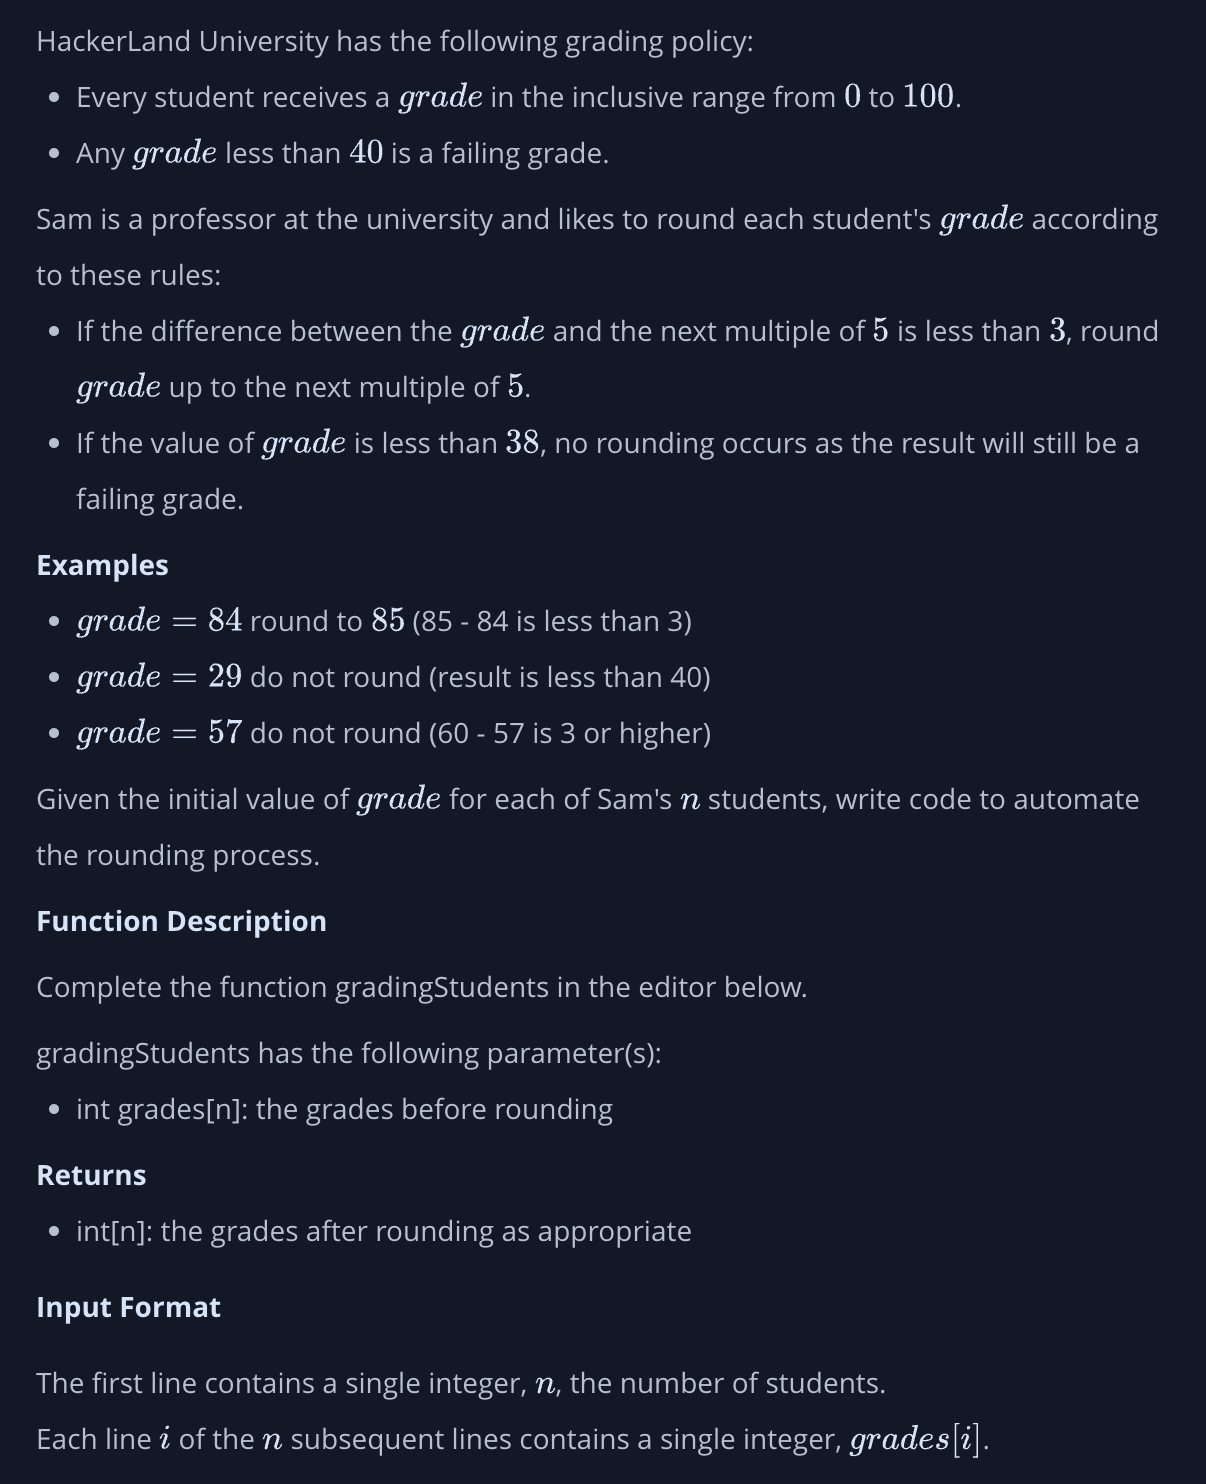 HackerLand University has the following grading policy:
• Every student receives a grade in the inclusive range from 0 to 100.
• Any grade less than 40 is a failing grade.
Sam is a professor at the university and likes to round each student's grade according
to these rules:
• If the difference between the grade and the next multiple of 5 is less than 3, round
grade up to the next multiple of 5.
• If the value of grade is less than 38, no rounding occurs as the result will still be a
failing grade.
Examples
• grade = 84 round to 85 (85 - 84 is less than 3)
• grade = 29 do not round (result is less than 40)
• grade = 57 do not round (60 - 57 is 3 or higher)
Given the initial value of grade for each of Sam's n students, write code to automate
the rounding process.
Function Description
Complete the function gradingStudents in the editor below.
gradingStudents has the following parameter(s):
• int grades[n]: the grades before rounding
Returns
• int[n]: the grades after rounding as appropriate
Input Format
The first line contains a single integer, n, the number of students.
Each line i of the n subsequent lines contains a single integer, grades[i].